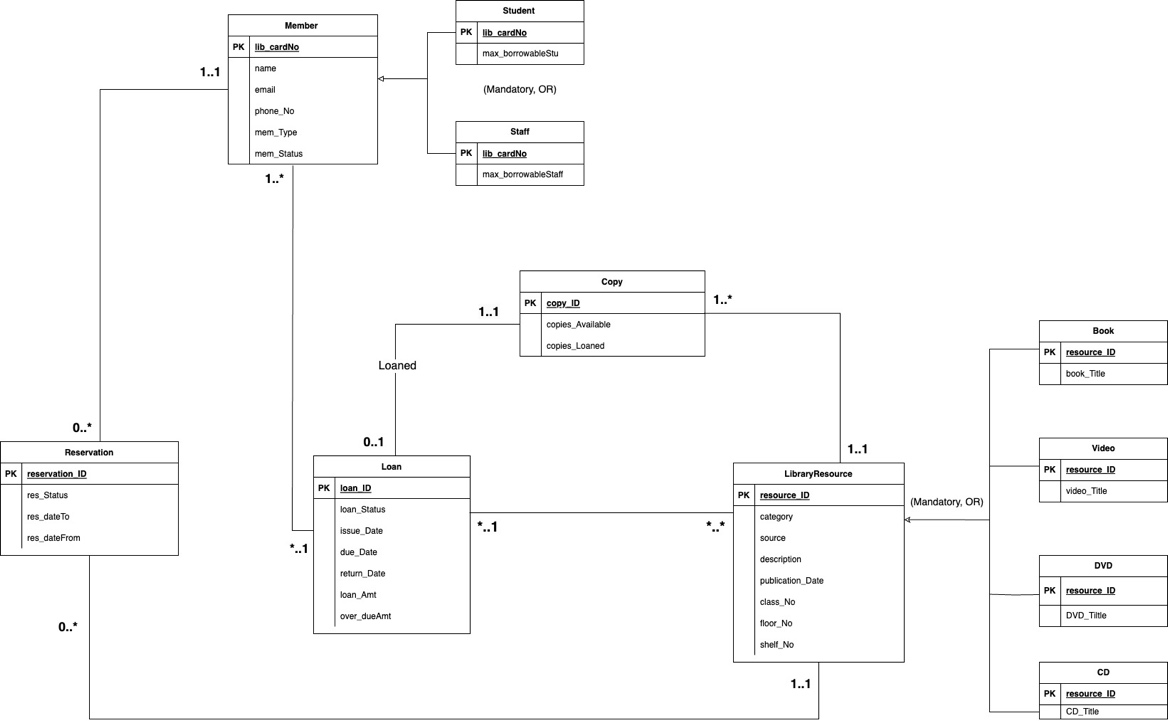 Member
PK lib_cardNo
name
email
phone_No
mem_Type
mem_Status
Student
PK lib_cardNo
max_borrowableStu
(Mandatory, OR)
Staff
PK lib_cardNo
max_borrowableStaff
1..1
1..*
Copy
PK copy_ID
copies_Available
copies_Loaned
1..1
1..*
Loaned
0..1
1..1
0..*
Reservation
PK reservation_ID
res_Status
res_dateTo
res_dateFrom
0..*
Loan
PK loan_ID
loan_Status
issue_Date
due_Date
return_Date
loan_Amt
over_dueAmt
*..1
*..1
*..*
LibraryResource
PK resource_ID
category
source
description
publication_Date
class_No
floor_No
shelf_No
1..1
(Mandatory, OR)
Book
PK resource_ID
book_Title
Video
PK resource_ID
video_Title
DVD
PK resource_ID
DVD_Tiltle
CD
PK resource_ID
CD_Title